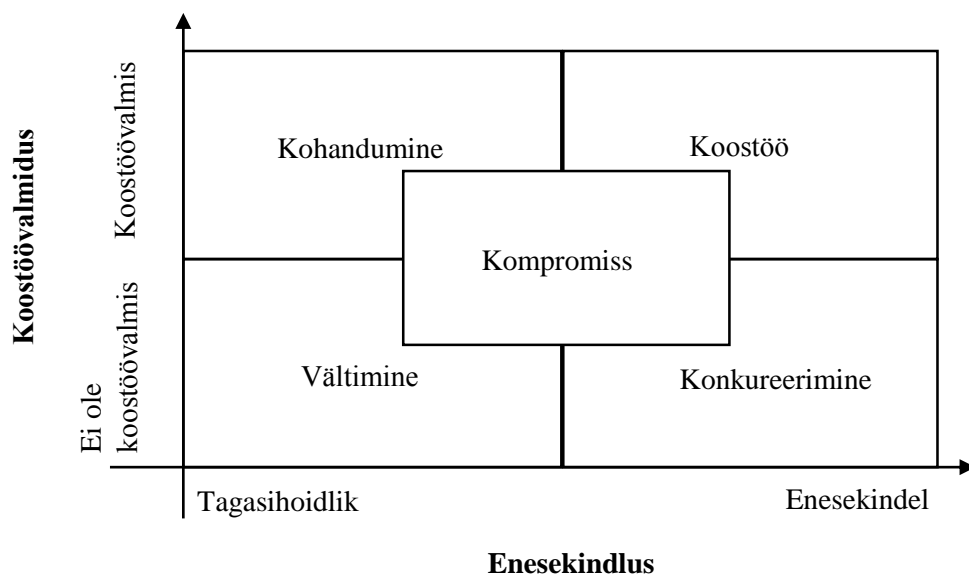 Koostöövalmidus
Koostöövalmis
Ei ole
koostöövalmis
Kohandumine
Koostöö
Kompromiss
Vältimine
Konkureerimine
Tagasihoidlik
Enesekindel
Enesekindlus